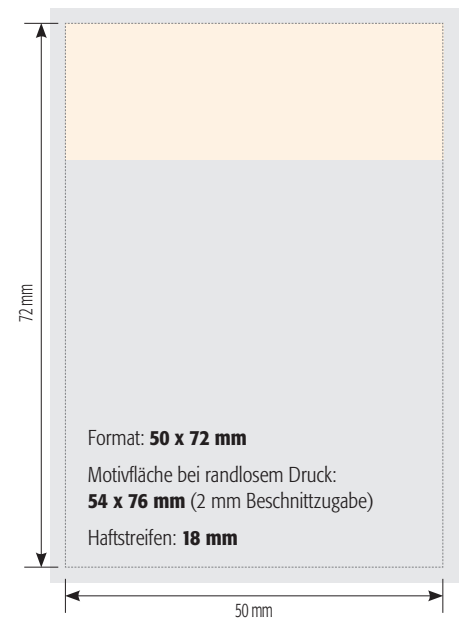 72 mm
Format: 50 x 72 mm
Motivfläche bei randlosem Druck:
54 x 76 mm (2 mm Beschnittzugabe)
Haftstreifen: 18 mm
50 mm